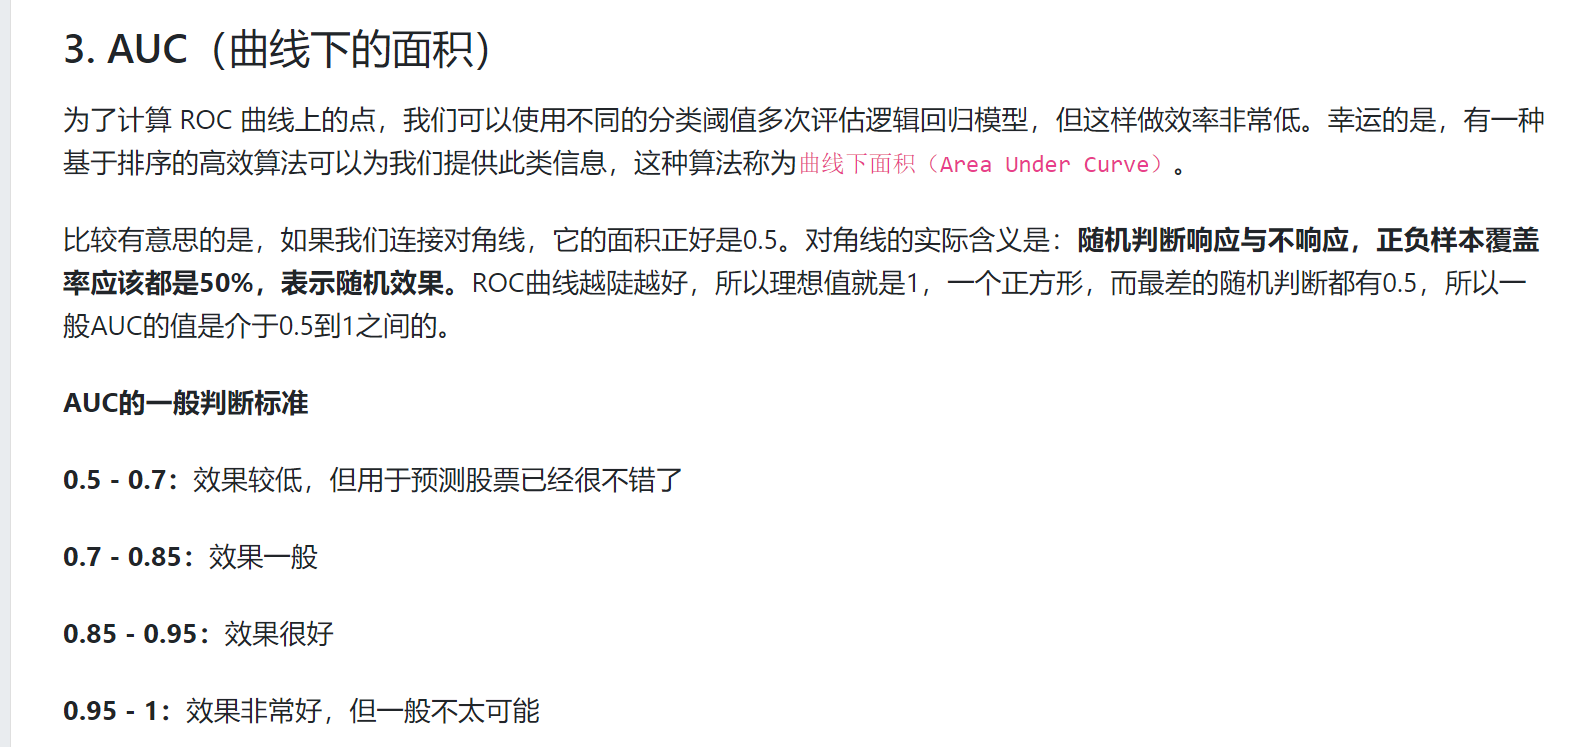 3. AUC（曲线下的面积）
为了计算 ROC 曲线上的点，我们可以使用不同的分类阈值多次评估逻辑回归模型，但这样做效率非常低。幸运的是，有一种
基于排序的高效算法可以为我们提供此类信息，这种算法称为曲线下面积（Area Under Curve）。
比较有意思的是，如果我们连接对角线，它的面积正好是0.5。对角线的实际含义是：随机判断响应与不响应，正负样本覆盖
率应该都是50%，表示随机效果。ROC曲线越陡越好，所以理想值就是1，一个正方形，而最差的随机判断都有0.5，所以一
般AUC的值是介于0.5到1之间的。
AUC的一般判断标准
0.5 - 0.7：效果较低，但用于预测股票已经很不错了
0.7 - 0.85：效果一般
0.85 - 0.95：效果很好
0.95 - 1：效果非常好，但一般不太可能